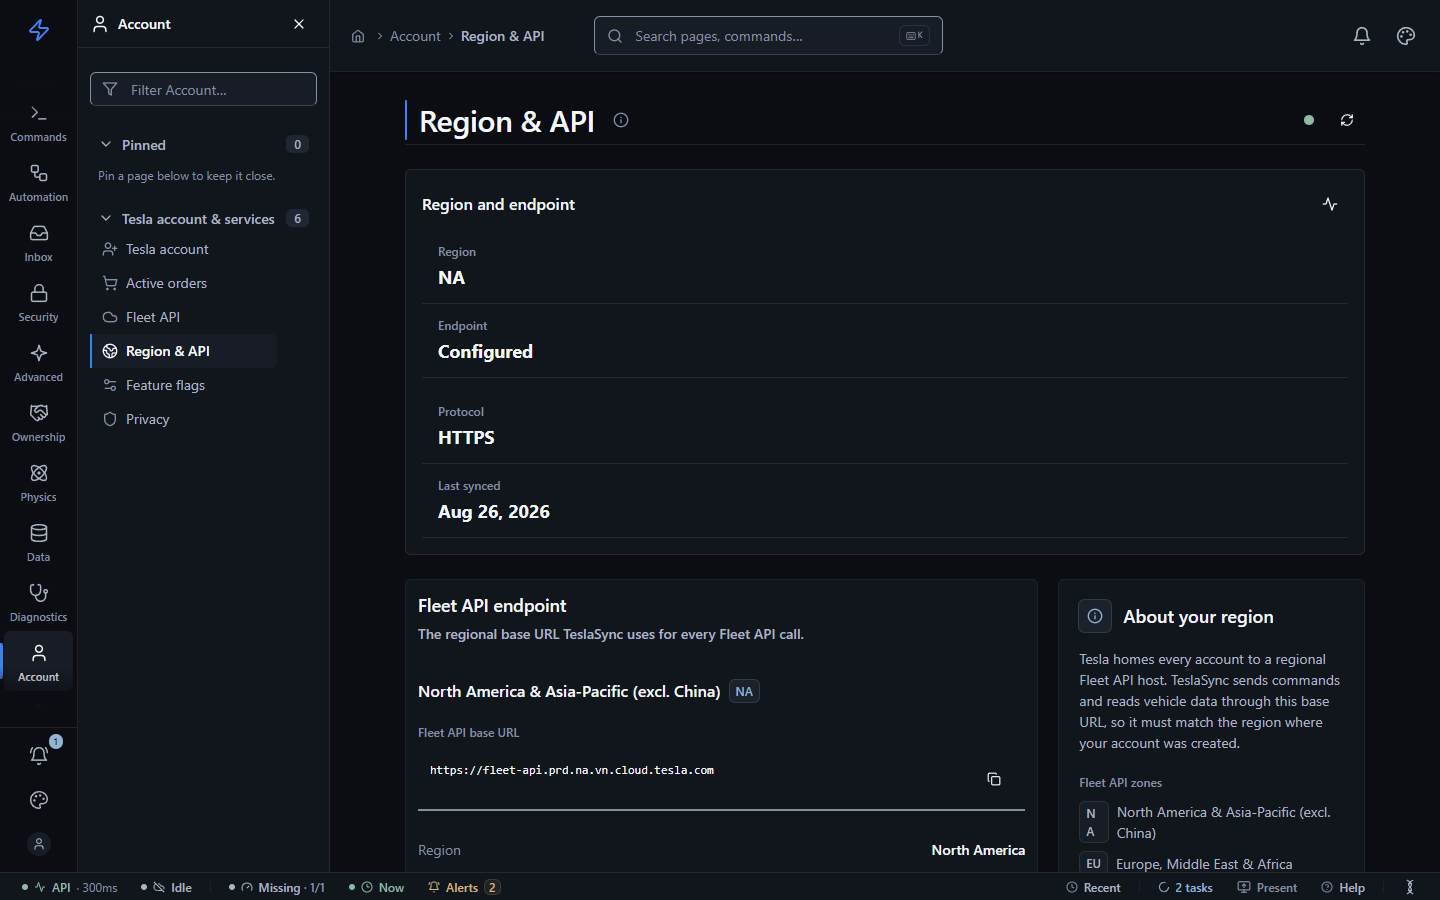 Account
Filter Account...
Pinned
0
Pin a page below to keep it close.
Tesla account & services
6
Tesla account
Active orders
Fleet API
Region & API
Feature flags
Privacy
Commands
Automation
Inbox
Security
Advanced
Ownership
Physics
Data
Diagnostics
Account
1
Account
Region & API
Search pages, commands...
K
Region & API
Region and endpoint
Region
NA
Endpoint
Configured
Protocol
HTTPS
Last synced
Aug 26, 2026
Fleet API endpoint
The regional base URL TeslaSync uses for every Fleet API call.
North America & Asia-Pacific (excl. China) NA
Fleet API base URL
https://fleet-api.prd.na.vn.cloud.tesla.com
Region
North America
About your region
Tesla homes every account to a regional
Fleet API host. TeslaSync sends commands
and reads vehicle data through this base
URL, so it must match the region where
your account was created.
Fleet API zones
NA
North America & Asia-Pacific (excl.
China)
EU
Europe, Middle East & Africa
API · 300ms
Idle
Missing · 1/1
Now
Alerts 2
Recent
2 tasks
Present
Help